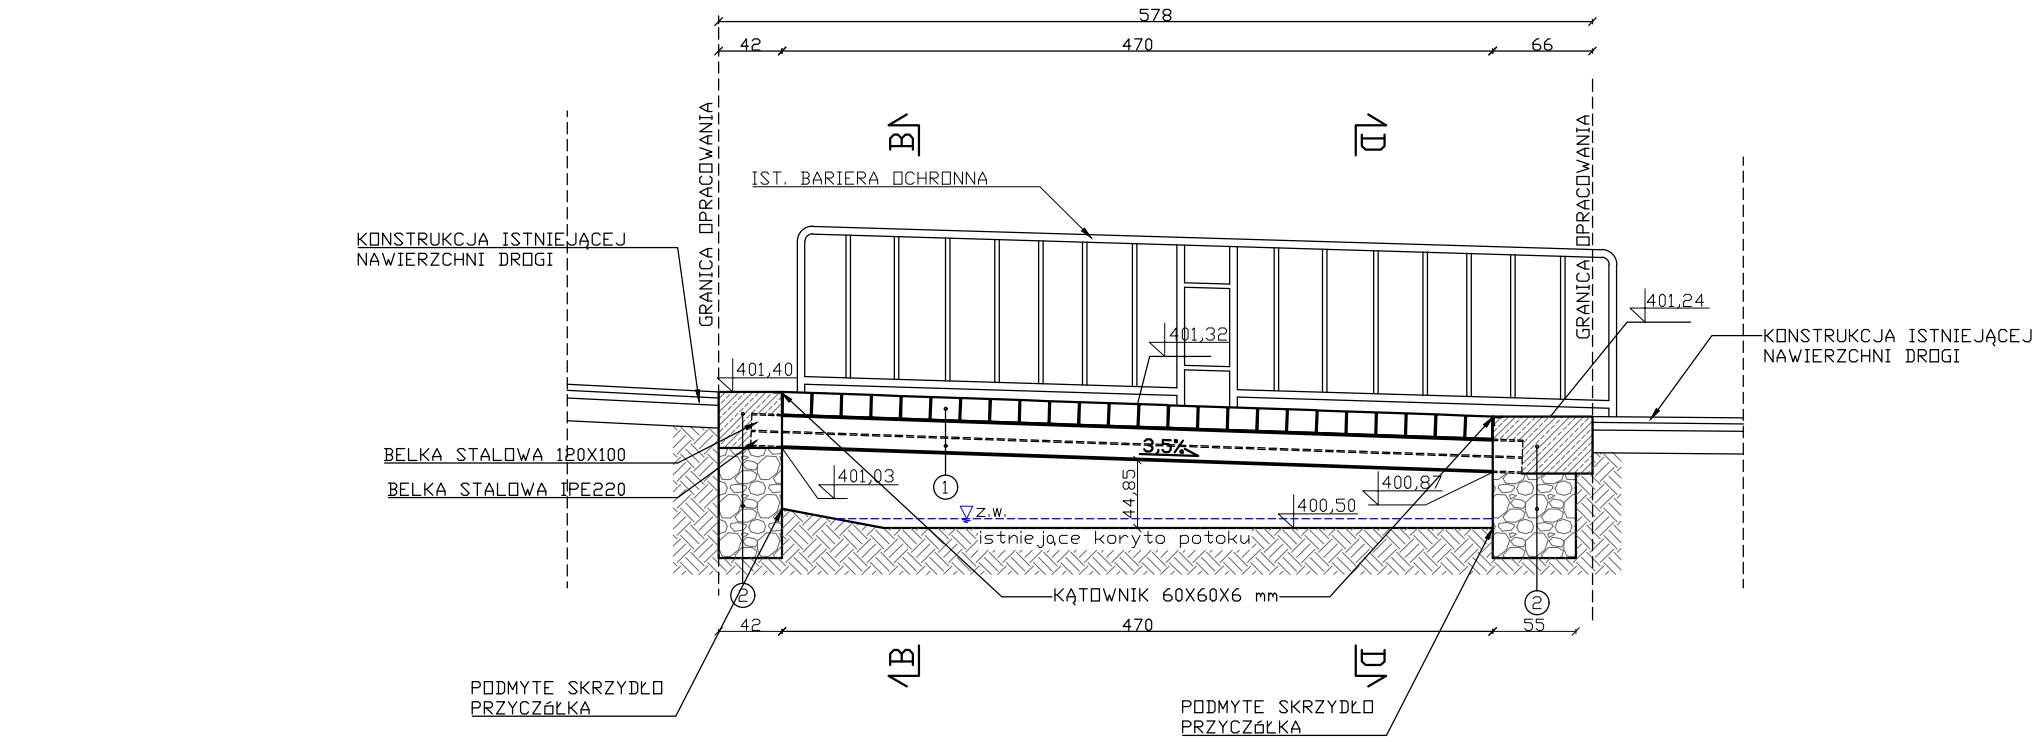 578
42
470
66
GRANICA OPRACOWANIA
GRANICA OPRACOWANIA
B
D
IST. BARIERA OCHRONNA
KONSTRUKCJA ISTNIEJĄCEJ
NAWIERZCHNI DROGI
401,24
401,32
KONSTRUKCJA ISTNIEJĄCEJ
NAWIERZCHNI DROGI
401,40
BELKA STALOWA 120X100
3,5%
401,03
1
44,85
400,87
BELKA STALOWA IPE220
400,50
z.w.
istniejące koryto potoku
2
KĄTOWNIK 60X60X6 mm
2
42
470
55
B
D
PODMYTE SKRZYDŁO
PRZYCZóŁKA
PODMYTE SKRZYDŁO
PRZYCZóŁKA